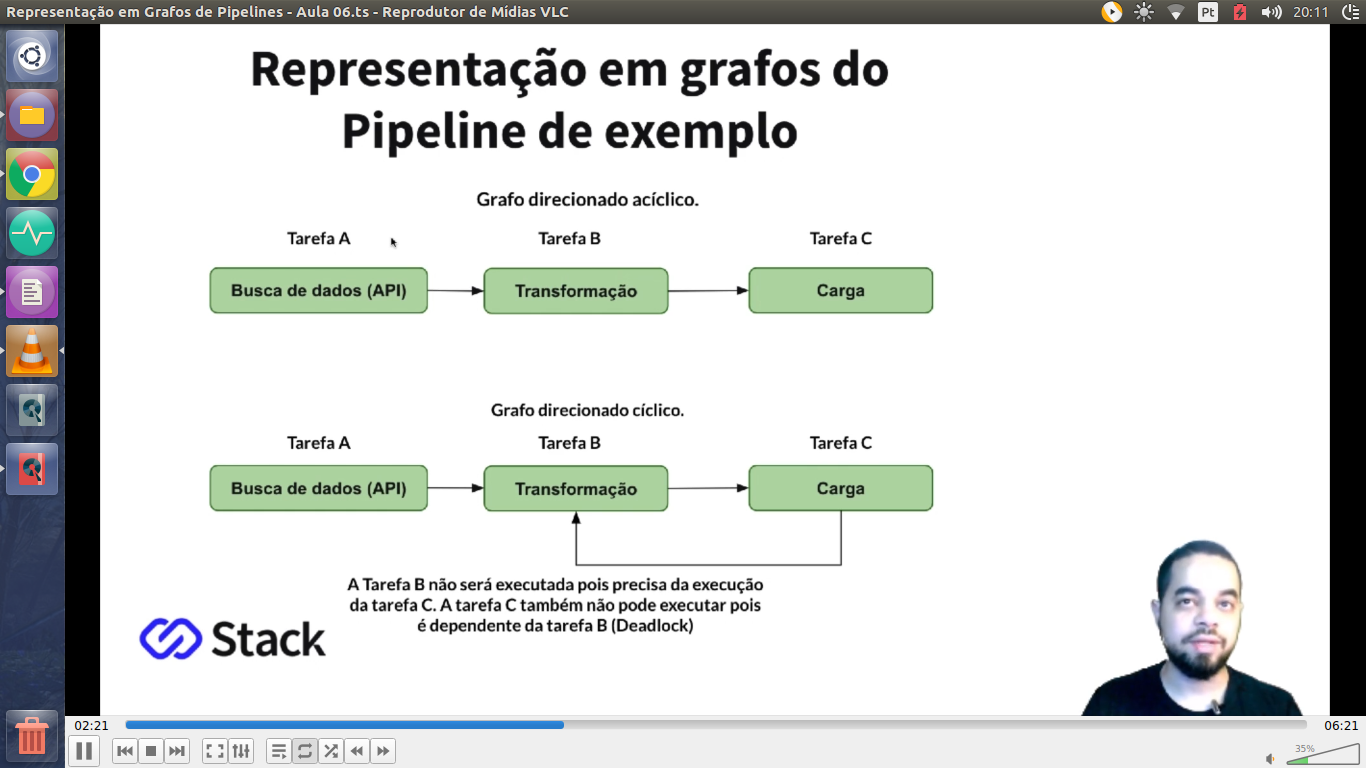 Representação em Grafos de Pipelines - Aula 06.ts - Reprodutor de Mídias VLC
Pt
20:11
Representação em grafos do
Pipeline de exemplo
Grafo direcionado acíclico.
Tarefa A
Tarefa B
Tarefa C
Busca de dados (API)
Transformação
Carga
Grafo direcionado cíclico.
Tarefa A
Tarefa B
Tarefa C
Busca de dados (API)
Transformação
Carga
A Tarefa B não será executada pois precisa da execução
da tarefa C. A tarefa C também não pode executar pois
é dependente da tarefa B (Deadlock)
Stack
02:21
06:21
35%